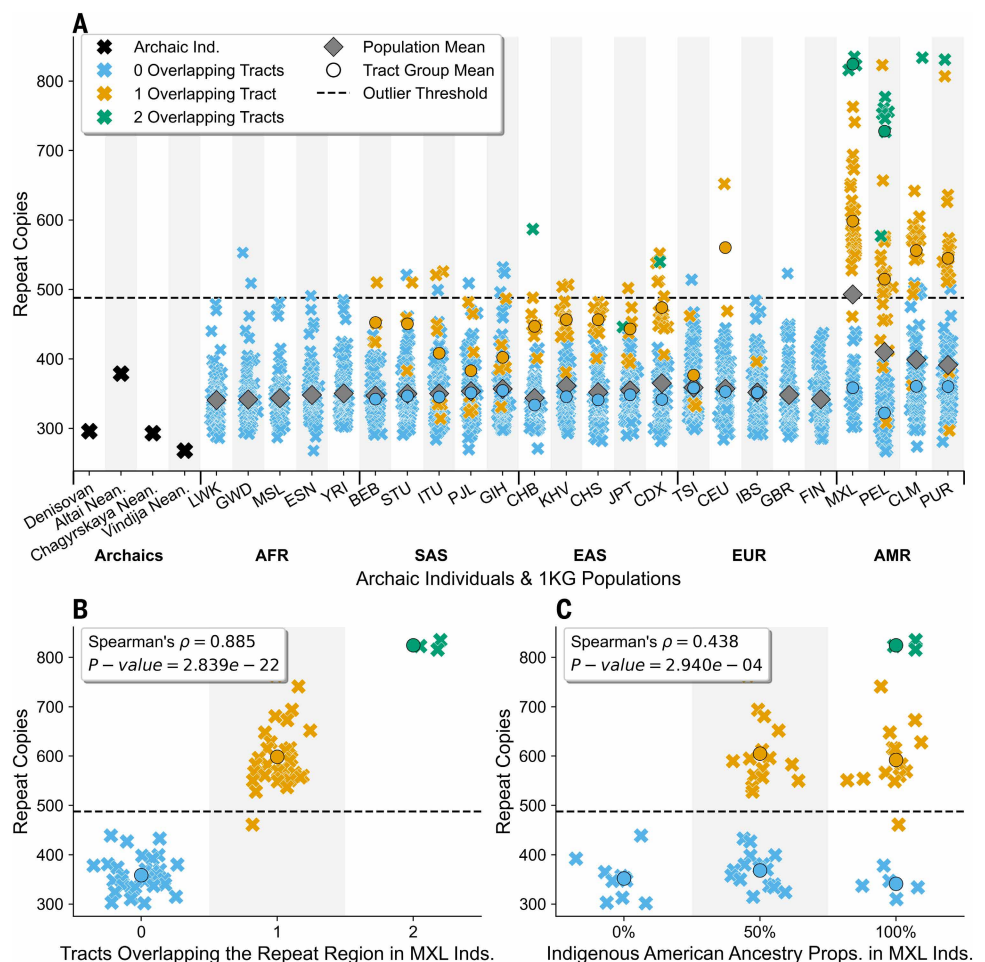 A
Archaic Ind.
0 Overlapping Tracts
1 Overlapping Tract
2 Overlapping Tracts
Population Mean
Tract Group Mean
Outlier Threshold
Repeat Copies
800
700
600
500
400
300
Denisovan
Altai Nean.
Chagyrskaya Nean.
Vindija Nean.
LWK
GWD
MSL
ESN
YRI
BEB
STU
ITU
PJL
GIH
CHB
KHV
CHS
JPT
CDX
TSI
CEU
IBS
GBR
FIN
MXL
PEL
CLM
PUR
Archaics AFR SAS EAS EUR AMR
Archaic Individuals & 1KG Populations
B
Spearman's ρ = 0.885
P − value = 2.839e − 22
Repeat Copies
800
700
600
500
400
300
0 1 2
Tracts Overlapping the Repeat Region in MXL Inds.
C
Spearman's ρ = 0.438
P − value = 2.940e − 04
Repeat Copies
800
700
600
500
400
300
0% 50% 100%
Indigenous American Ancestry Props. in MXL Inds.